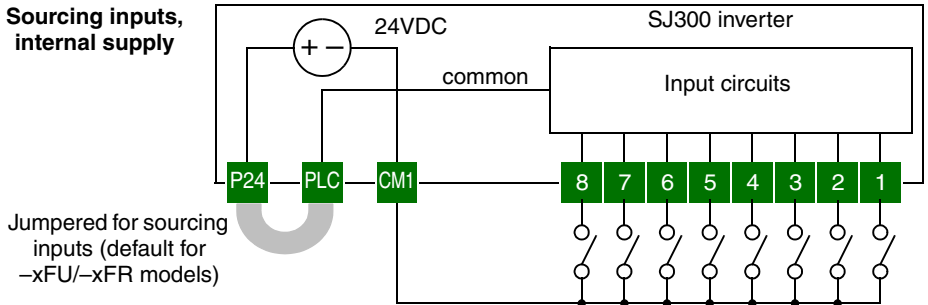 Sourcing inputs,
internal supply
24VDC
SJ300 inverter
+ –
common
Input circuits
P24 PLC CM1 8 7 6 5 4 3 2 1
Jumpered for sourcing
inputs (default for
–xFU/–xFR models)